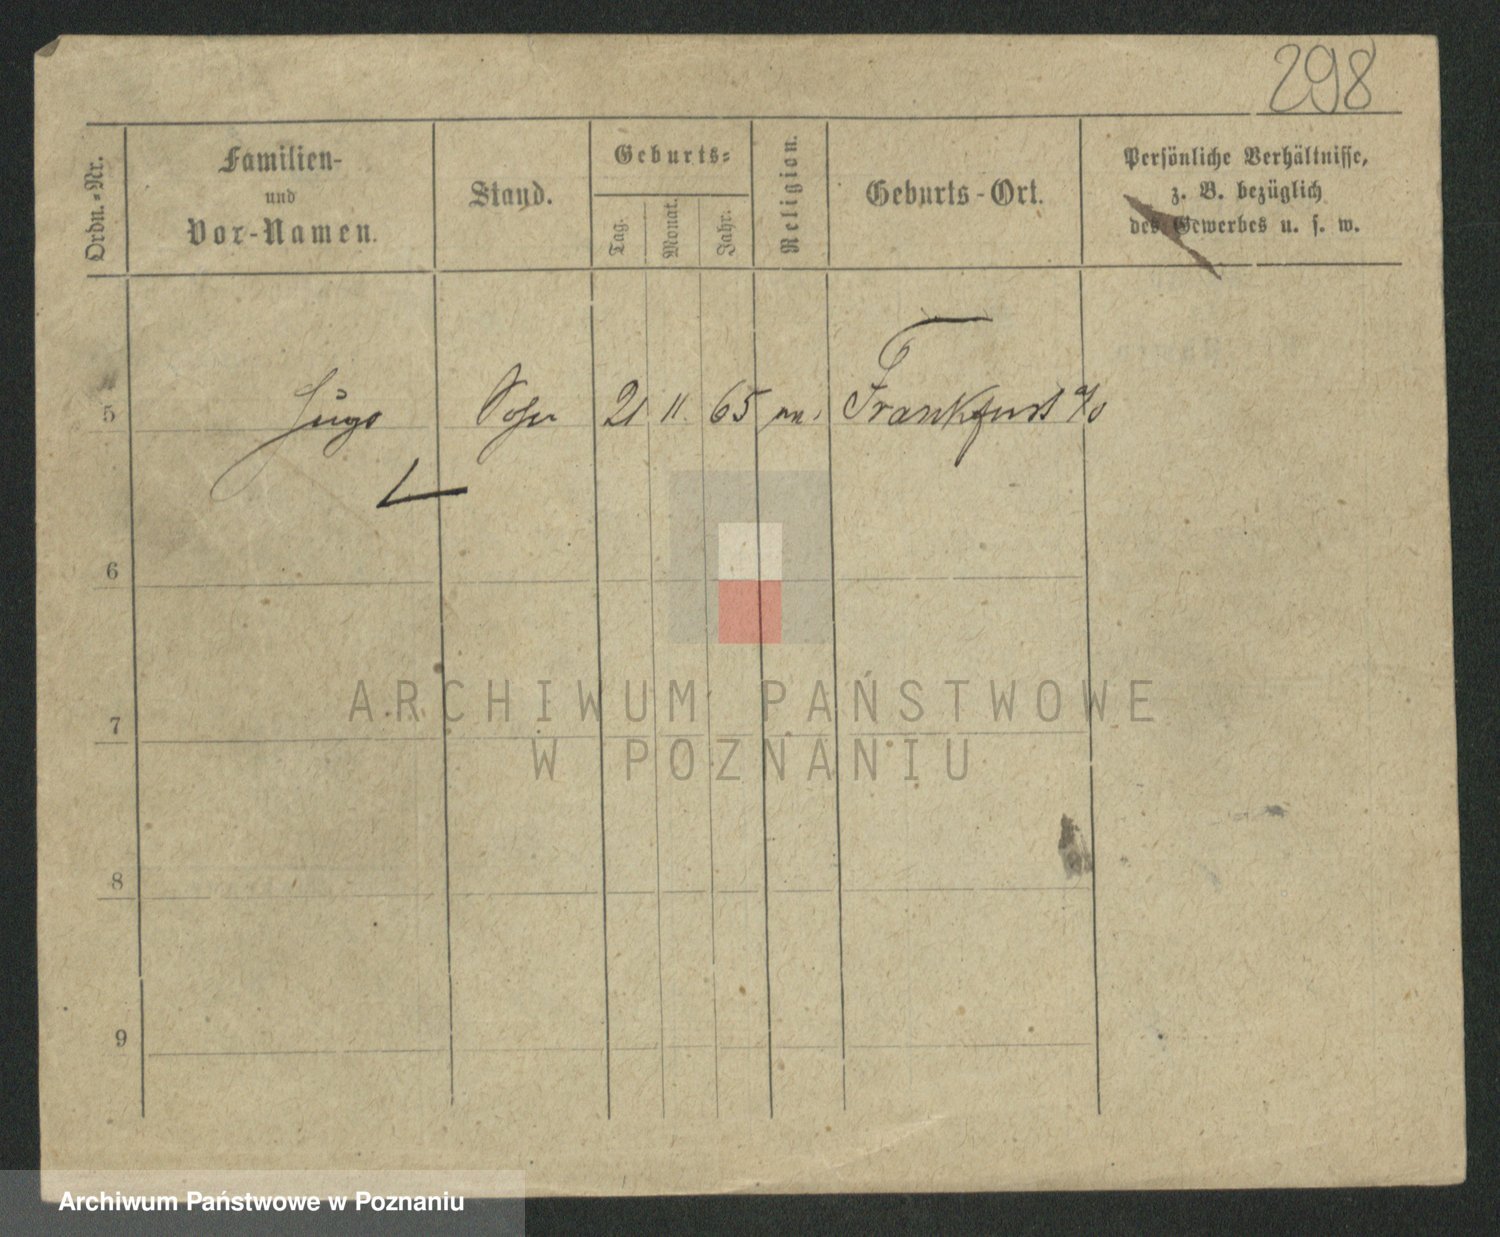 298
Ordn.-Nr.
Familien-
und
Vor-Namen.
Stand.
Geburts-
Tag.
Monat.
Jahr.
Religion.
Geburts-Ort.
Persönliche Verhältnisse,
z. B. bezüglich
des Gewerbes u. s. w.
5 Hugo Sohn 21 11. 65 Frankfurt a/o
6
7
8
9
ARCHIWUM PAŃSTWOWE
W POZNANIU
Archiwum Państwowe w Poznaniu